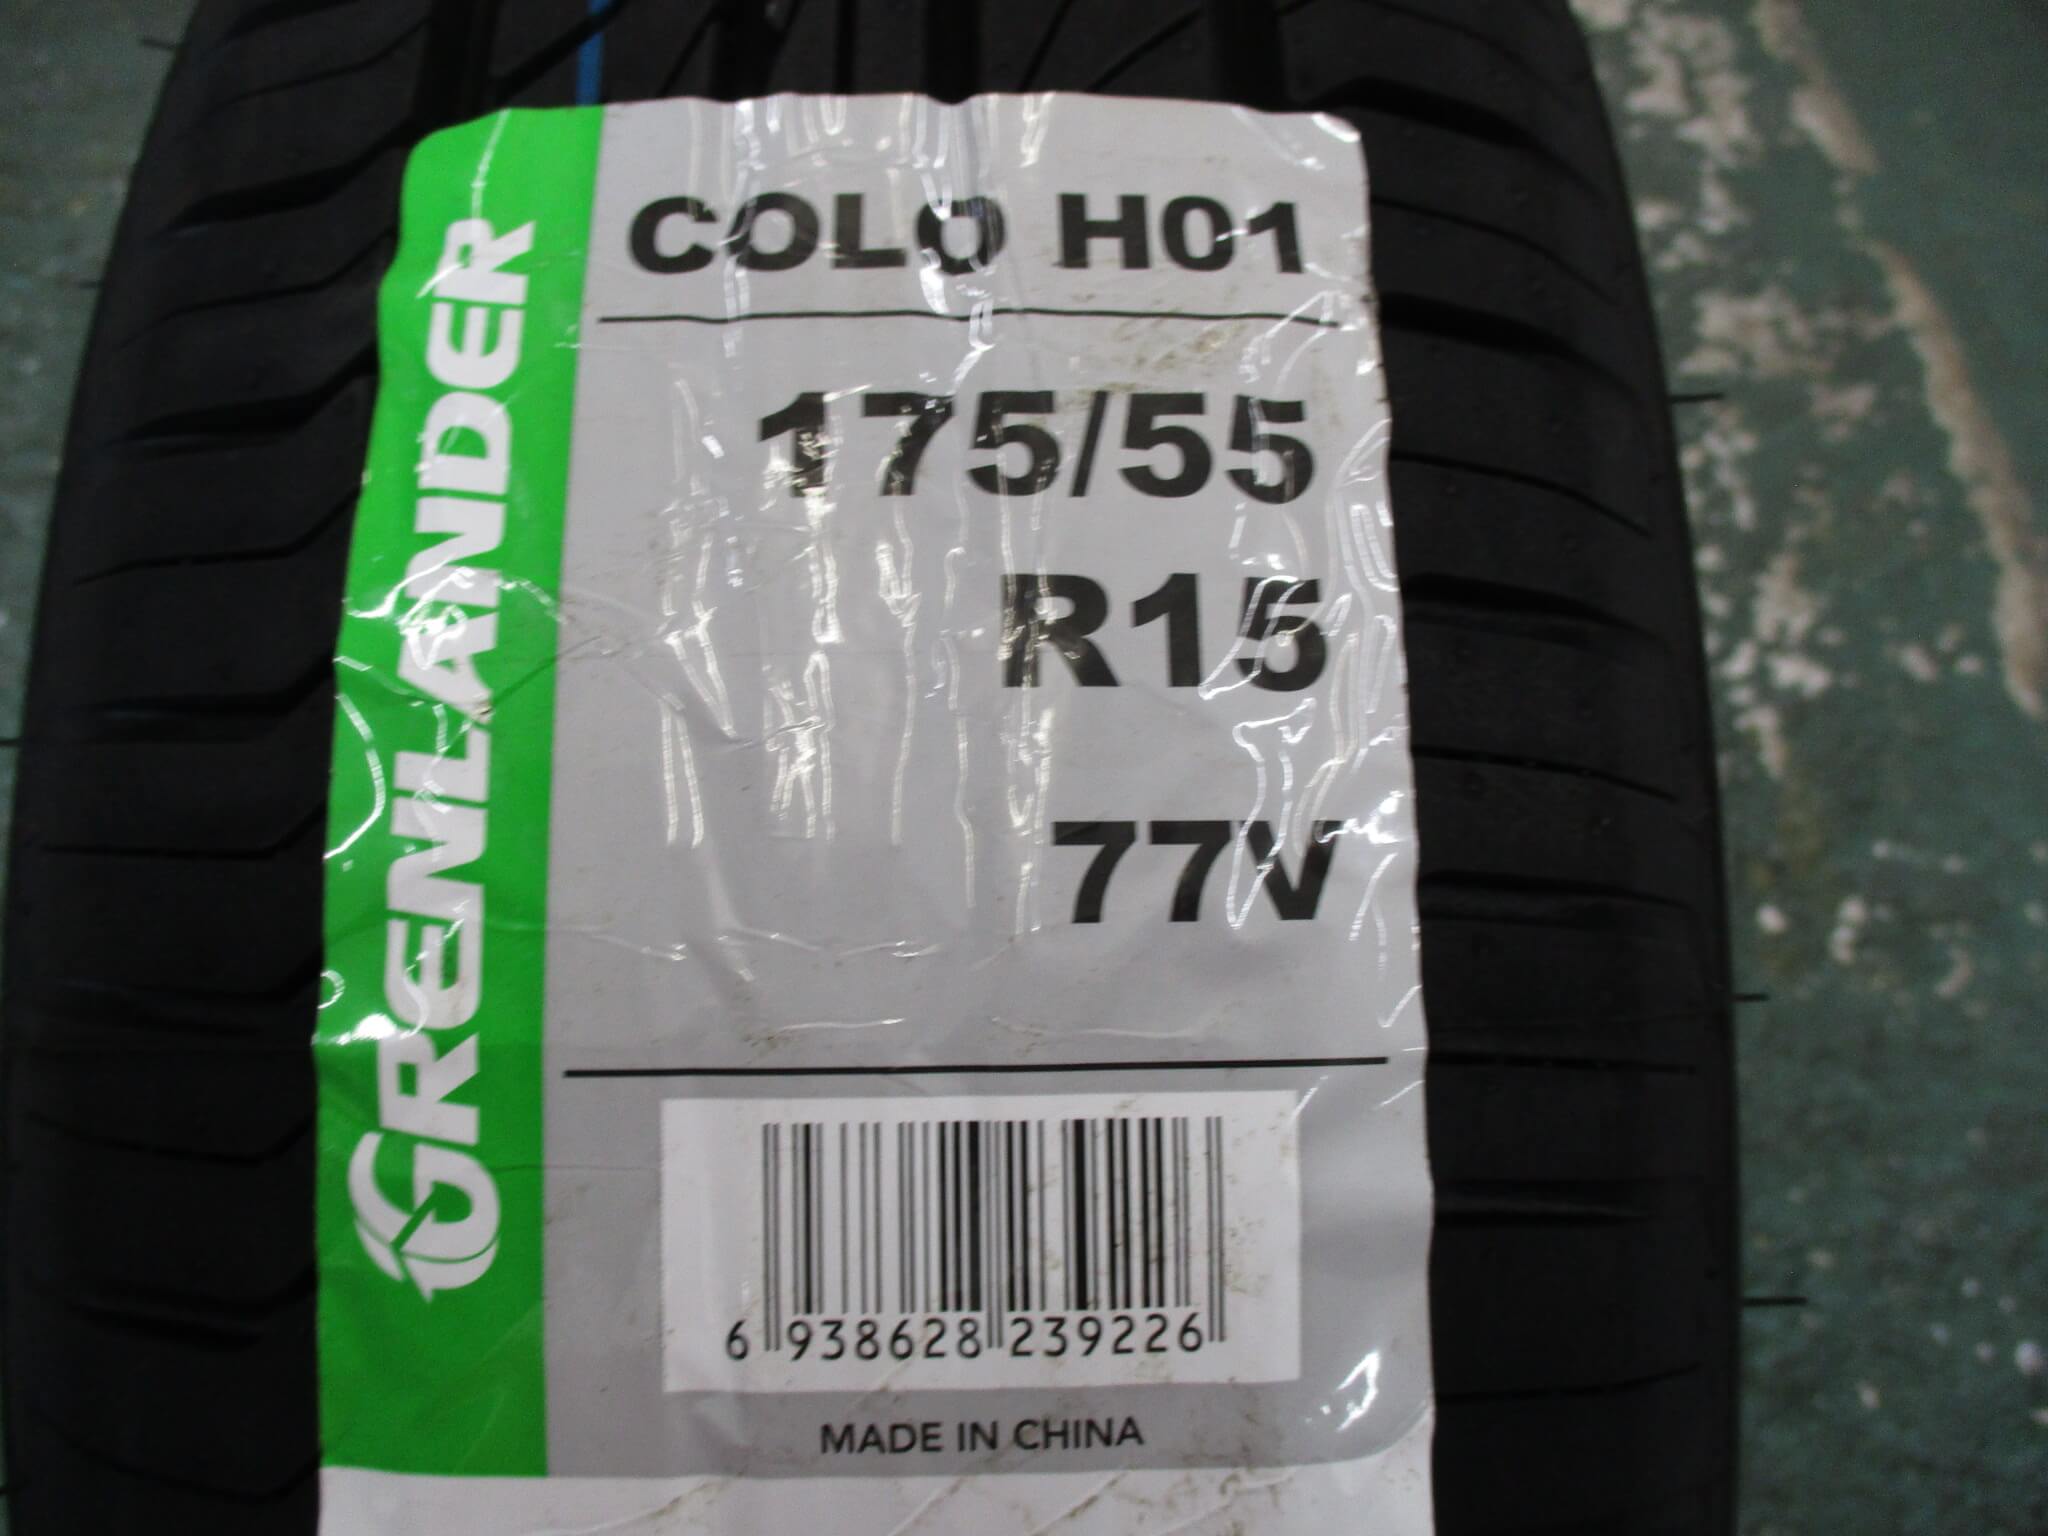 GRENLANDER
COLO H01
175/55
R15
77V
6 938628 239226
MADE IN CHINA